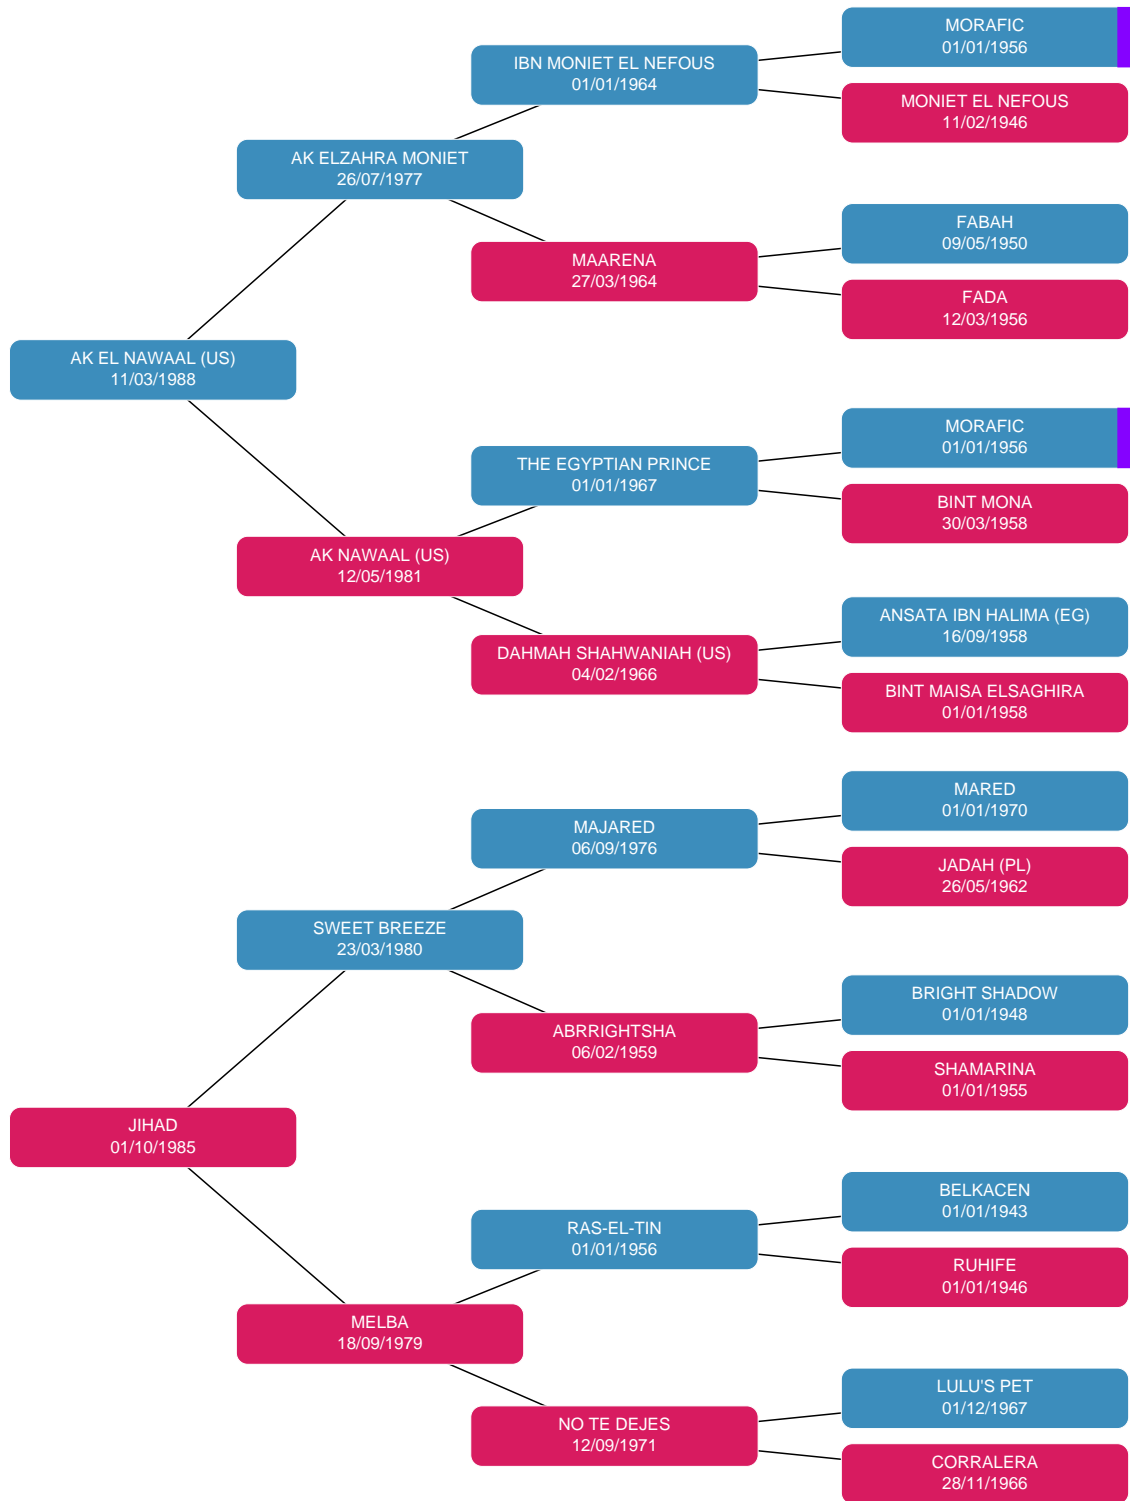 MORAFIC
01/01/1956
IBN MONIET EL NEFOUS
01/01/1964
MONIET EL NEFOUS
11/02/1946
AK ELZAHRA MONIET
26/07/1977
FABAH
09/05/1950
MAARENA
27/03/1964
FADA
12/03/1956
AK EL NAWAAL (US)
11/03/1988
MORAFIC
01/01/1956
THE EGYPTIAN PRINCE
01/01/1967
BINT MONA
30/03/1958
AK NAWAAL (US)
12/05/1981
ANSATA IBN HALIMA (EG)
16/09/1958
DAHMAH SHAHWANIAH (US)
04/02/1966
BINT MAISA ELSAGHIRA
01/01/1958
MARED
01/01/1970
MAJARED
06/09/1976
JADAH (PL)
26/05/1962
SWEET BREEZE
23/03/1980
BRIGHT SHADOW
01/01/1948
ABRRIGHTSHA
06/02/1959
SHAMARINA
01/01/1955
JIHAD
01/10/1985
BELKACEN
01/01/1943
RAS-EL-TIN
01/01/1956
RUHIFE
01/01/1946
MELBA
18/09/1979
LULU'S PET
01/12/1967
NO TE DEJES
12/09/1971
CORRALERA
28/11/1966